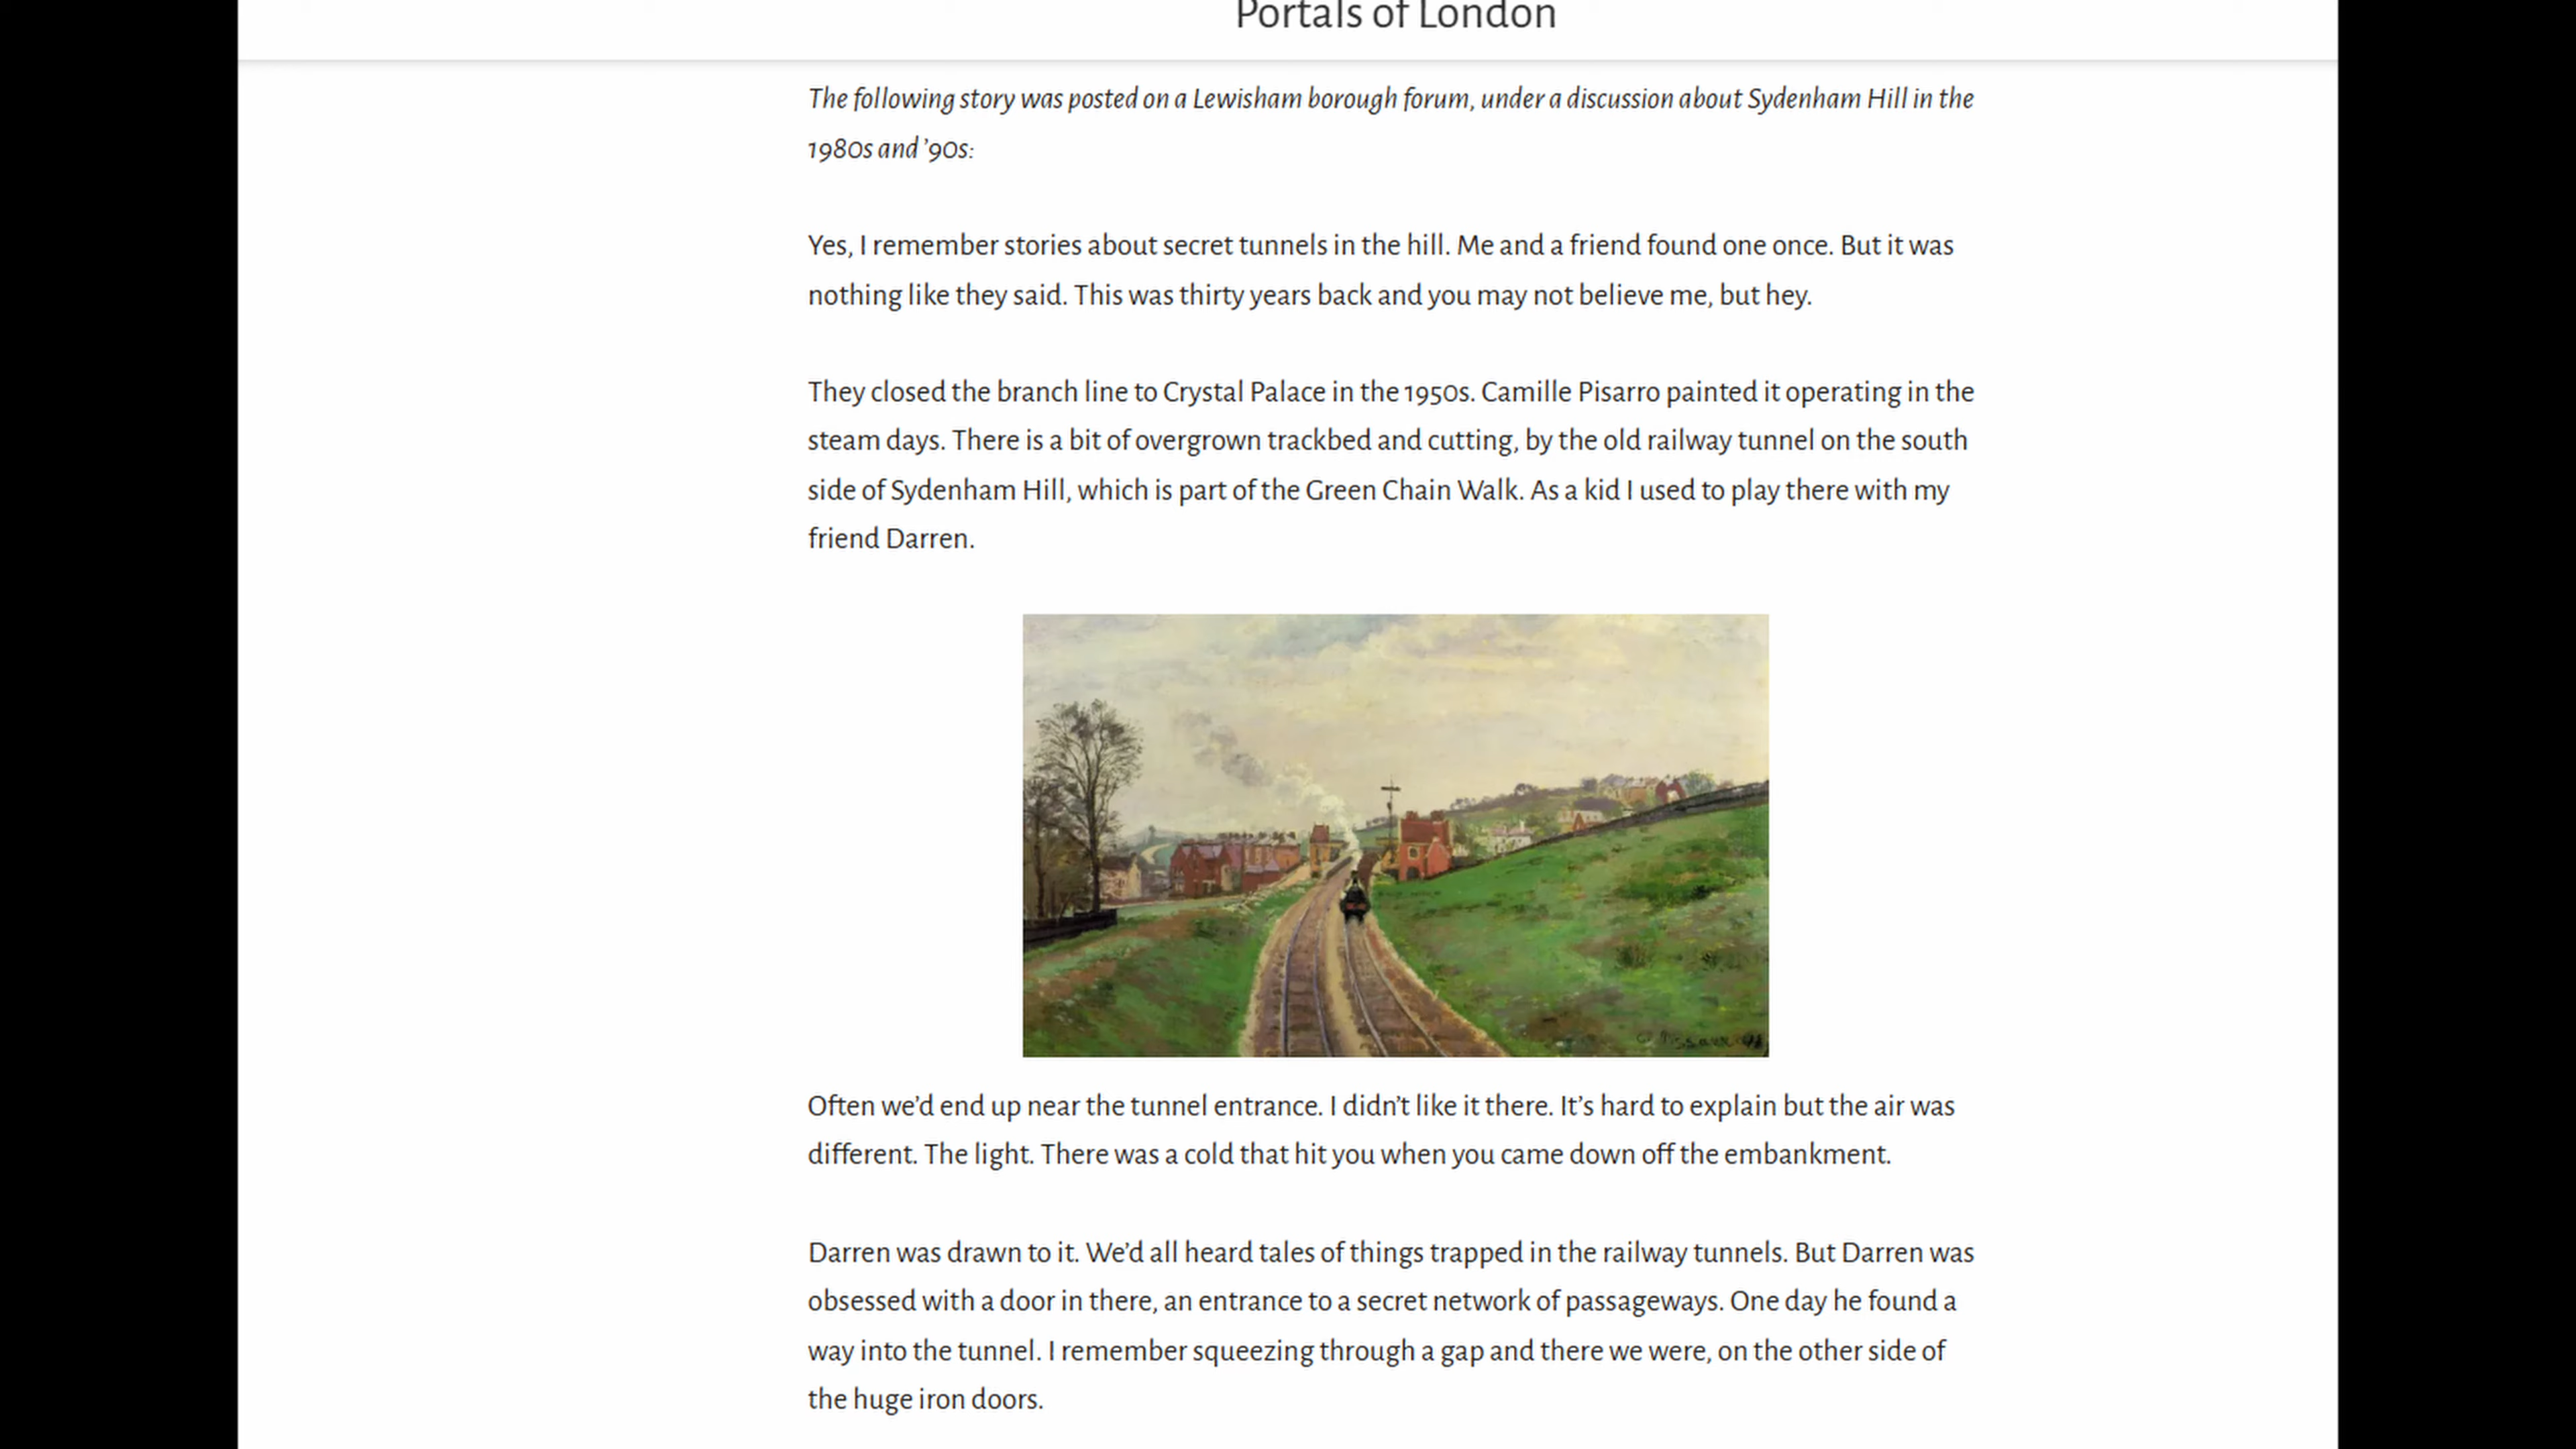 Portals of London
The following story was posted on a Lewisham borough forum, under a discussion about Sydenham Hill in the
1980s and ’90s:
Yes, I remember stories about secret tunnels in the hill. Me and a friend found one once. But it was
nothing like they said. This was thirty years back and you may not believe me, but hey.
They closed the branch line to Crystal Palace in the 1950s. Camille Pisarro painted it operating in the
steam days. There is a bit of overgrown trackbed and cutting, by the old railway tunnel on the south
side of Sydenham Hill, which is part of the Green Chain Walk. As a kid I used to play there with my
friend Darren.
Often we’d end up near the tunnel entrance. I didn’t like it there. It’s hard to explain but the air was
different. The light. There was a cold that hit you when you came down off the embankment.
Darren was drawn to it. We’d all heard tales of things trapped in the railway tunnels. But Darren was
obsessed with a door in there, an entrance to a secret network of passageways. One day he found a
way into the tunnel. I remember squeezing through a gap and there we were, on the other side of
the huge iron doors.